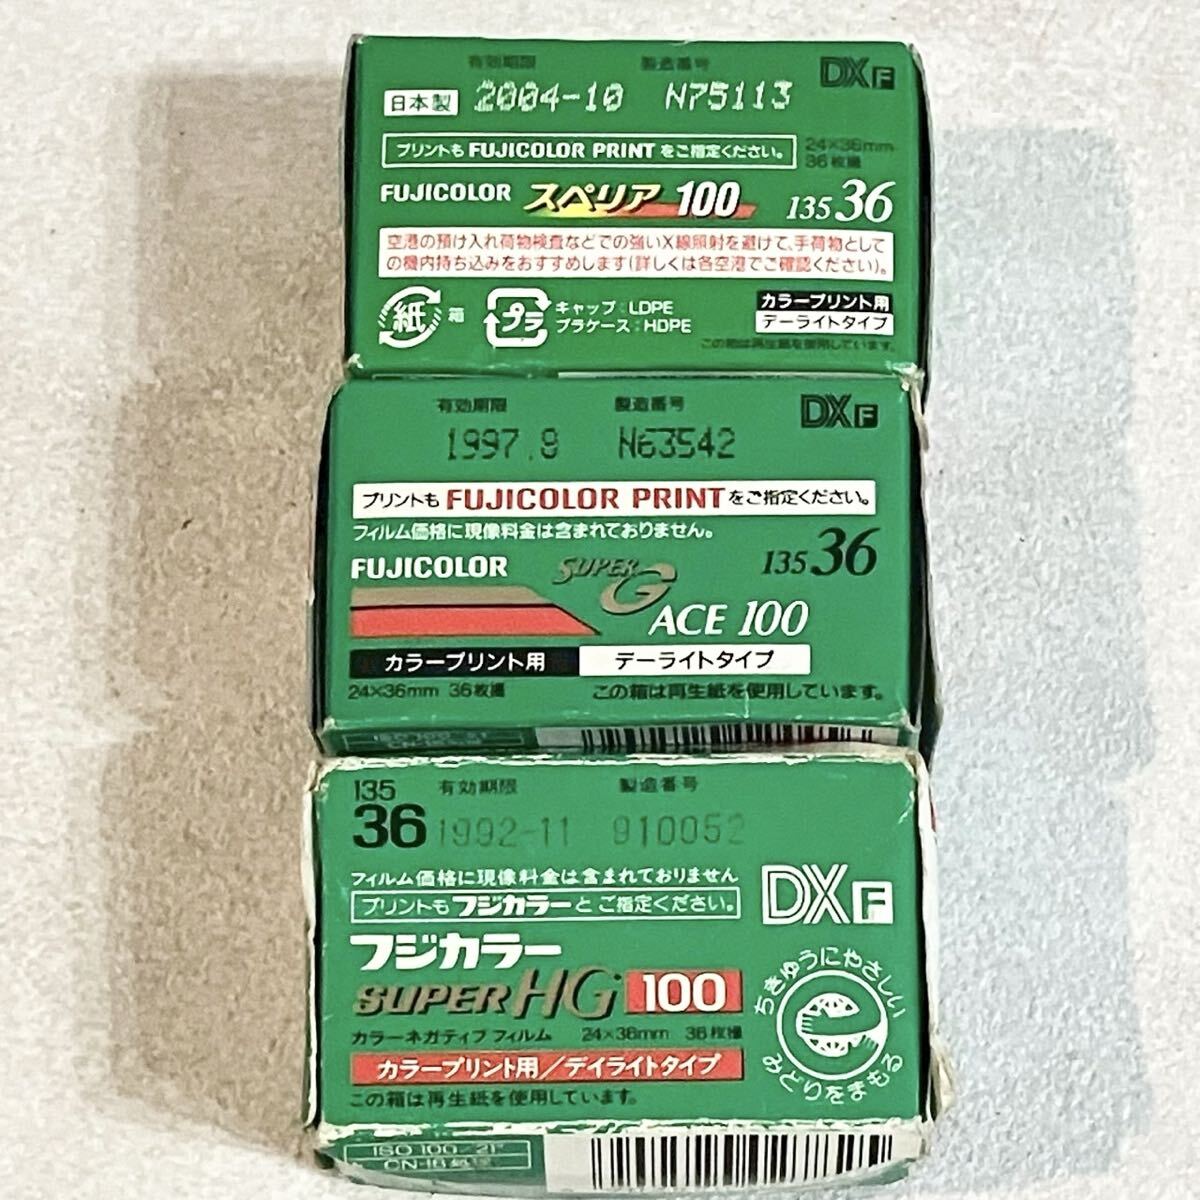 有効期限 製造番号 DX F
日本製 2004-10 N75113
プリントも FUJICOLOR PRINT をご指定ください。 24×36mm
36枚撮
FUJICOLOR スペリア 100 135 36
空港の預け入れ荷物検査などでの強いX線照射を避けて、手荷物として
の機内持ち込みをおすすめします(詳しくは各空港でご確認ください)。
紙 箱 プラ キャップ:LDPE
プラケース:HDPE
カラープリント用
デーライトタイプ
この箱は再生紙を使用しています。
有効期限 製造番号 DX F
1997.9 N63542
プリントも FUJICOLOR PRINT をご指定ください。
フィルム価格に現像料金は含まれておりません。
FUJICOLOR SUPER G ACE 100 135 36
カラープリント用 デーライトタイプ
24×36mm 36枚撮 この箱は再生紙を使用しています。
135 有効期限 製造番号
36 1992-11 910052
フィルム価格に現像料金は含まれておりません
プリントも フジカラーと ご指定ください。 DX F
フジカラー
SUPER HG 100
カラーネガティブ フィルム 24×36mm 36枚撮
カラープリント用/デイライトタイプ
この箱は再生紙を使用しています。
ちきゅうにやさしい
みどりをまもる
ISO 100/21°
CN-16